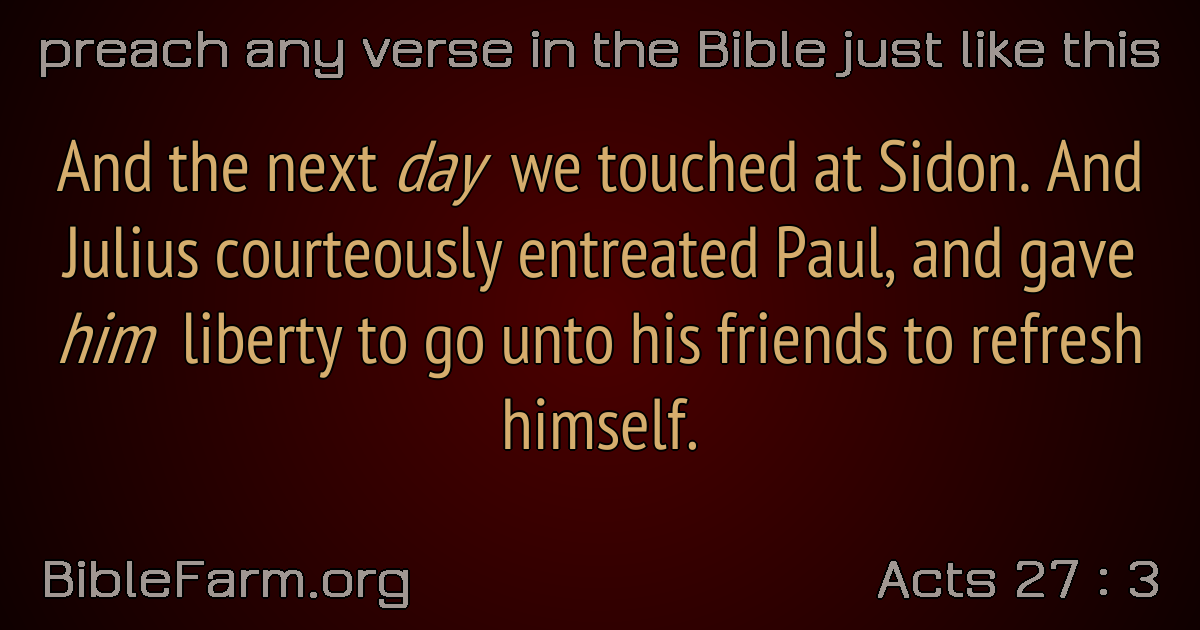 preach any verse in the Bible just like this
And the next day we touched at Sidon. And
Julius courteously entreated Paul, and gave
him liberty to go unto his friends to refresh
himself.
BibleFarm.org
Acts 27 : 3